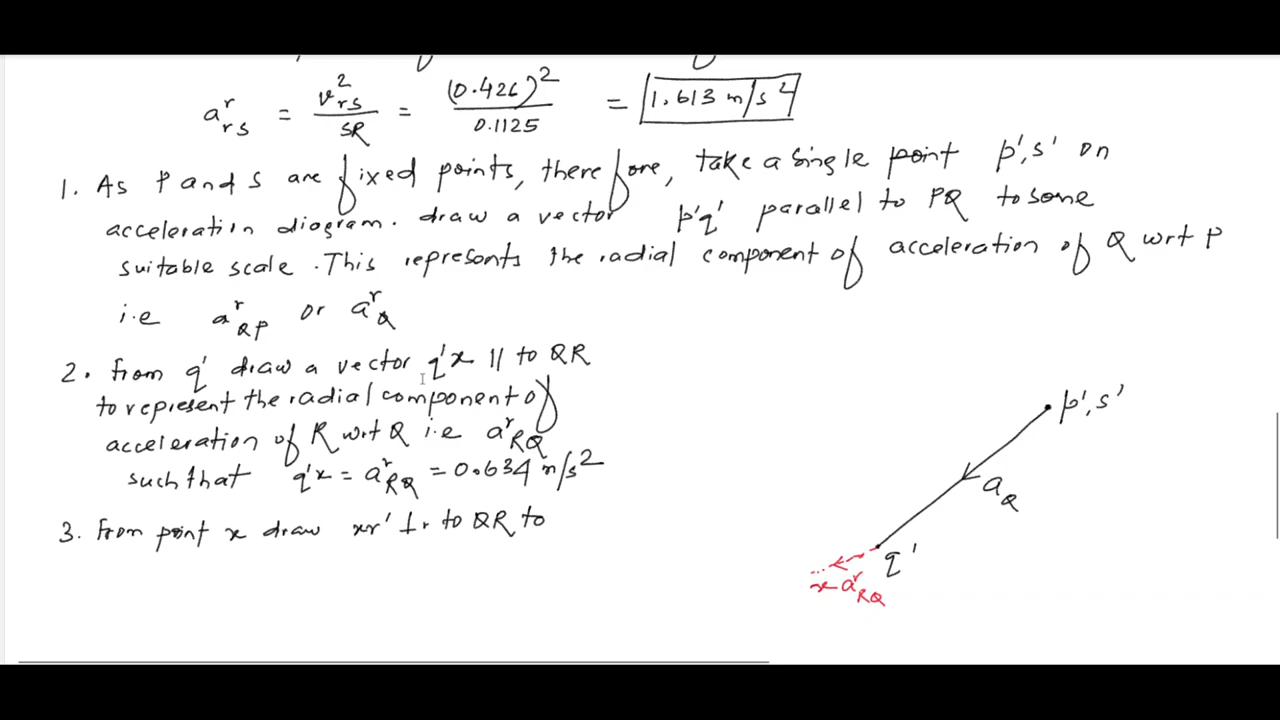 a^r_rs = v²_rs / SR = (0.426)² / 0.1125 = 1.613 m/s²
1. As P and S are fixed points, therefore, take a single point p', s' on
acceleration diagram. draw a vector p'q' parallel to PQ to some
suitable scale. This represents the radial component of acceleration of Q wrt P
i.e a^r_QP or a^r_Q
2. From q' draw a vector q'x || to QR
to represent the radial component of
acceleration of R wrt Q i.e a^r_RQ
such that q'x = a^r_RQ = 0.634 m/s²
3. From point x draw xr' ⊥r to QR to
p', s'
a_Q
q'
x a^r_RQ